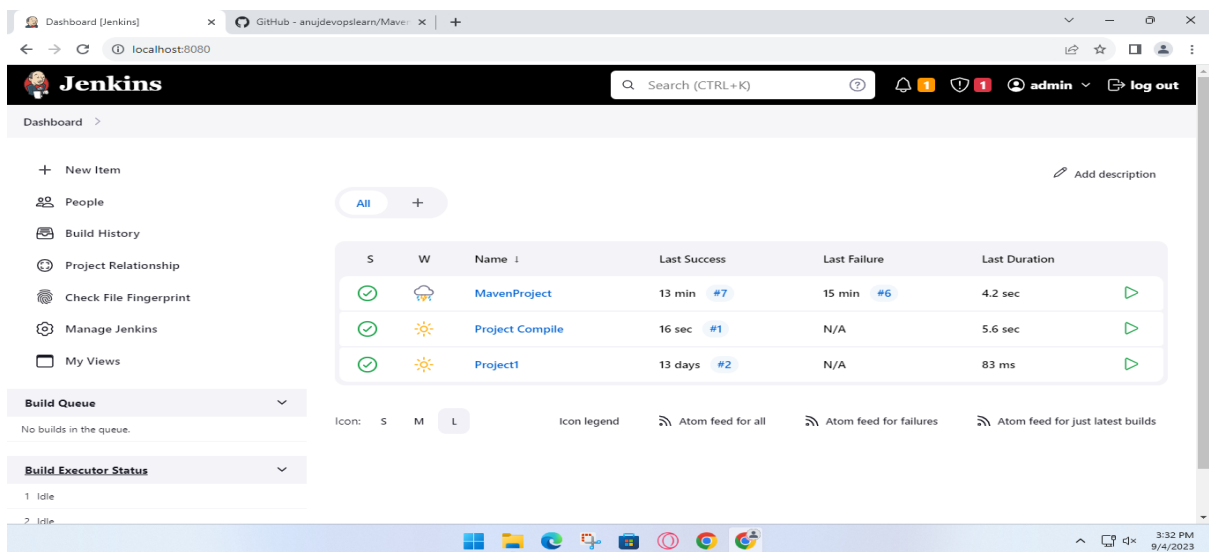 Dashboard [Jenkins]
GitHub - anujdevopslearn/Maven
localhost:8080
Jenkins
Search (CTRL+K)
1
1
admin
log out
Dashboard
New Item
Add description
People
All
+
Build History
Project Relationship
Check File Fingerprint
Manage Jenkins
My Views
S W Name ↓ Last Success Last Failure Last Duration
MavenProject 13 min #7 15 min #6 4.2 sec
Project Compile 16 sec #1 N/A 5.6 sec
Project1 13 days #2 N/A 83 ms
Build Queue
No builds in the queue.
Icon: S M L Icon legend Atom feed for all Atom feed for failures Atom feed for just latest builds
Build Executor Status
1 Idle
2 Idle
3:32 PM
9/4/2023